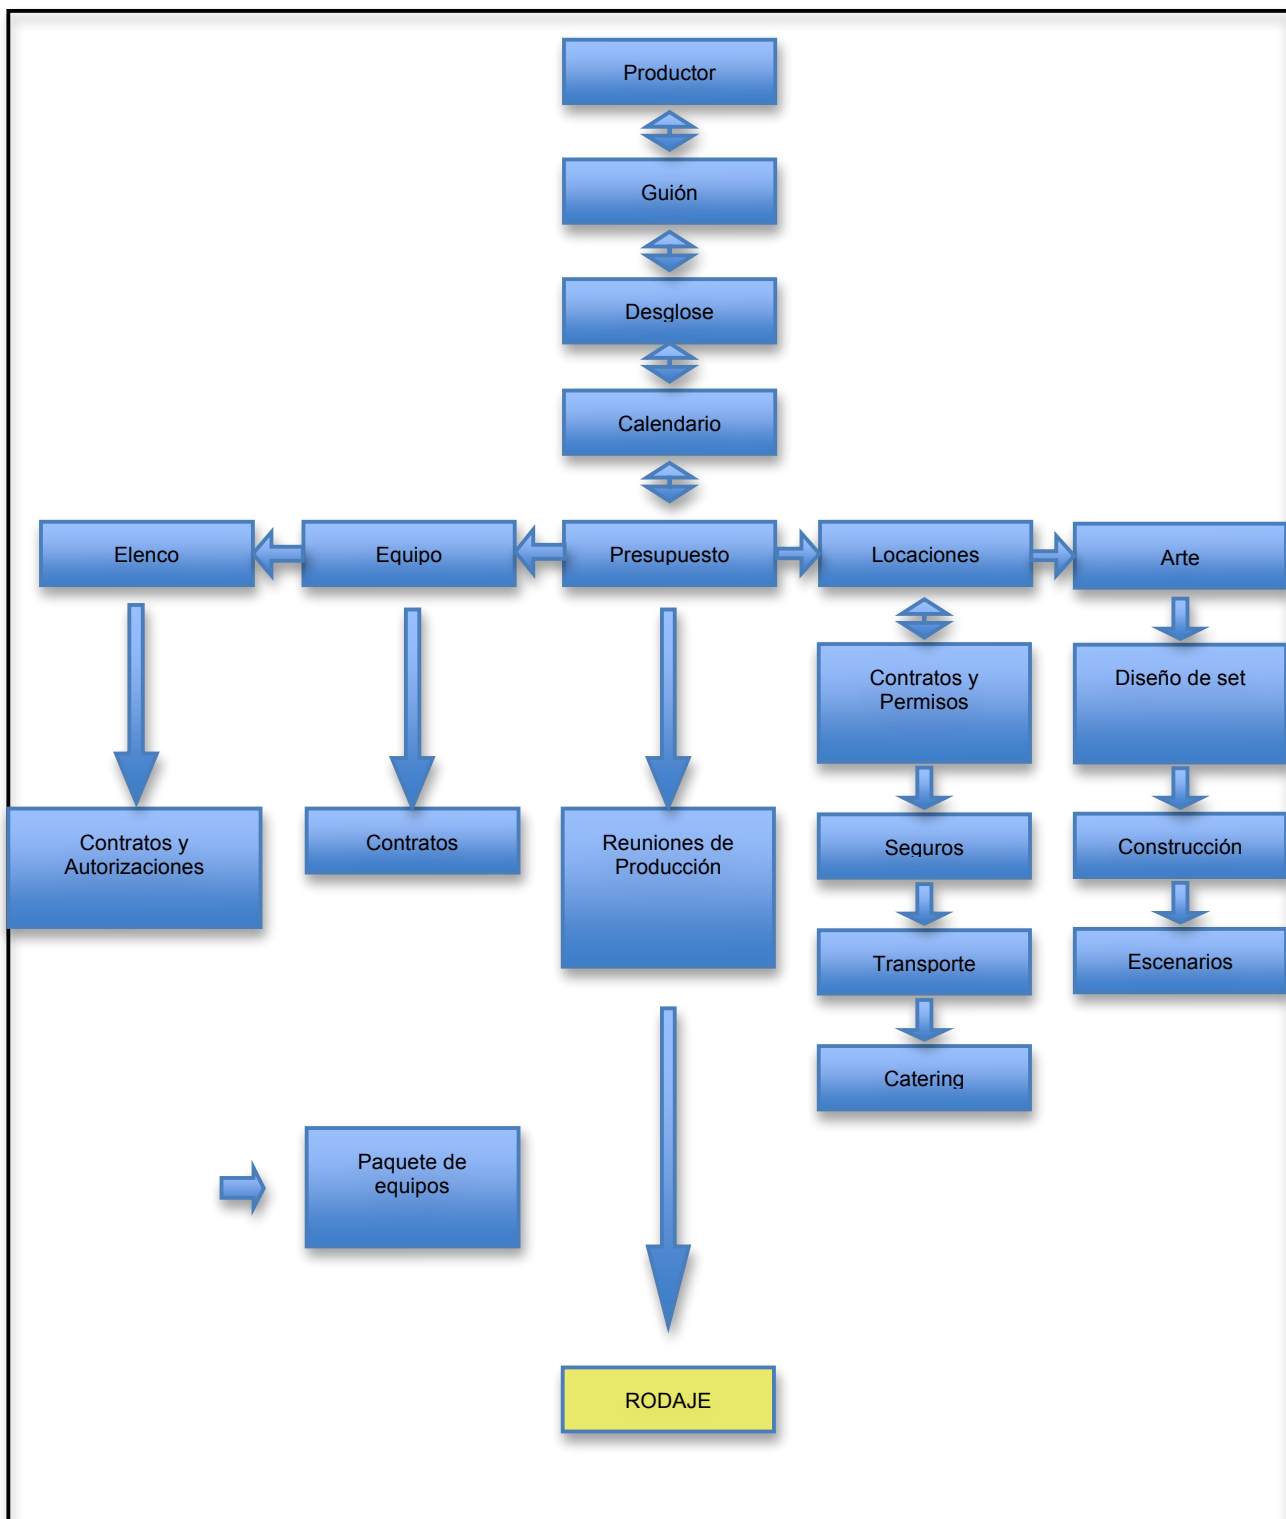 Productor
Guión
Desglose
Calendario
Elenco
Equipo
Presupuesto
Locaciones
Arte
Contratos y
Permisos
Diseño de set
Contratos y
Autorizaciones
Contratos
Reuniones de
Producción
Seguros
Construcción
Transporte
Escenarios
Catering
Paquete de
equipos
RODAJE